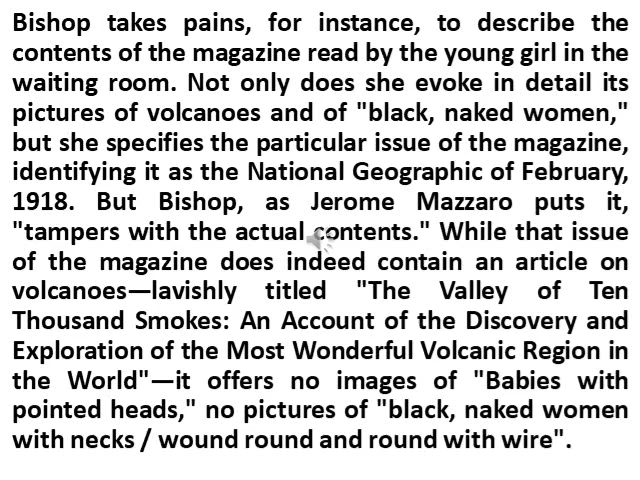 Bishop takes pains, for instance, to describe the
contents of the magazine read by the young girl in the
waiting room. Not only does she evoke in detail its
pictures of volcanoes and of "black, naked women,"
but she specifies the particular issue of the magazine,
identifying it as the National Geographic of February,
1918. But Bishop, as Jerome Mazzaro puts it,
"tampers with the actual contents." While that issue
of the magazine does indeed contain an article on
volcanoes—lavishly titled "The Valley of Ten
Thousand Smokes: An Account of the Discovery and
Exploration of the Most Wonderful Volcanic Region in
the World"—it offers no images of "Babies with
pointed heads," no pictures of "black, naked women
with necks / wound round and round with wire".